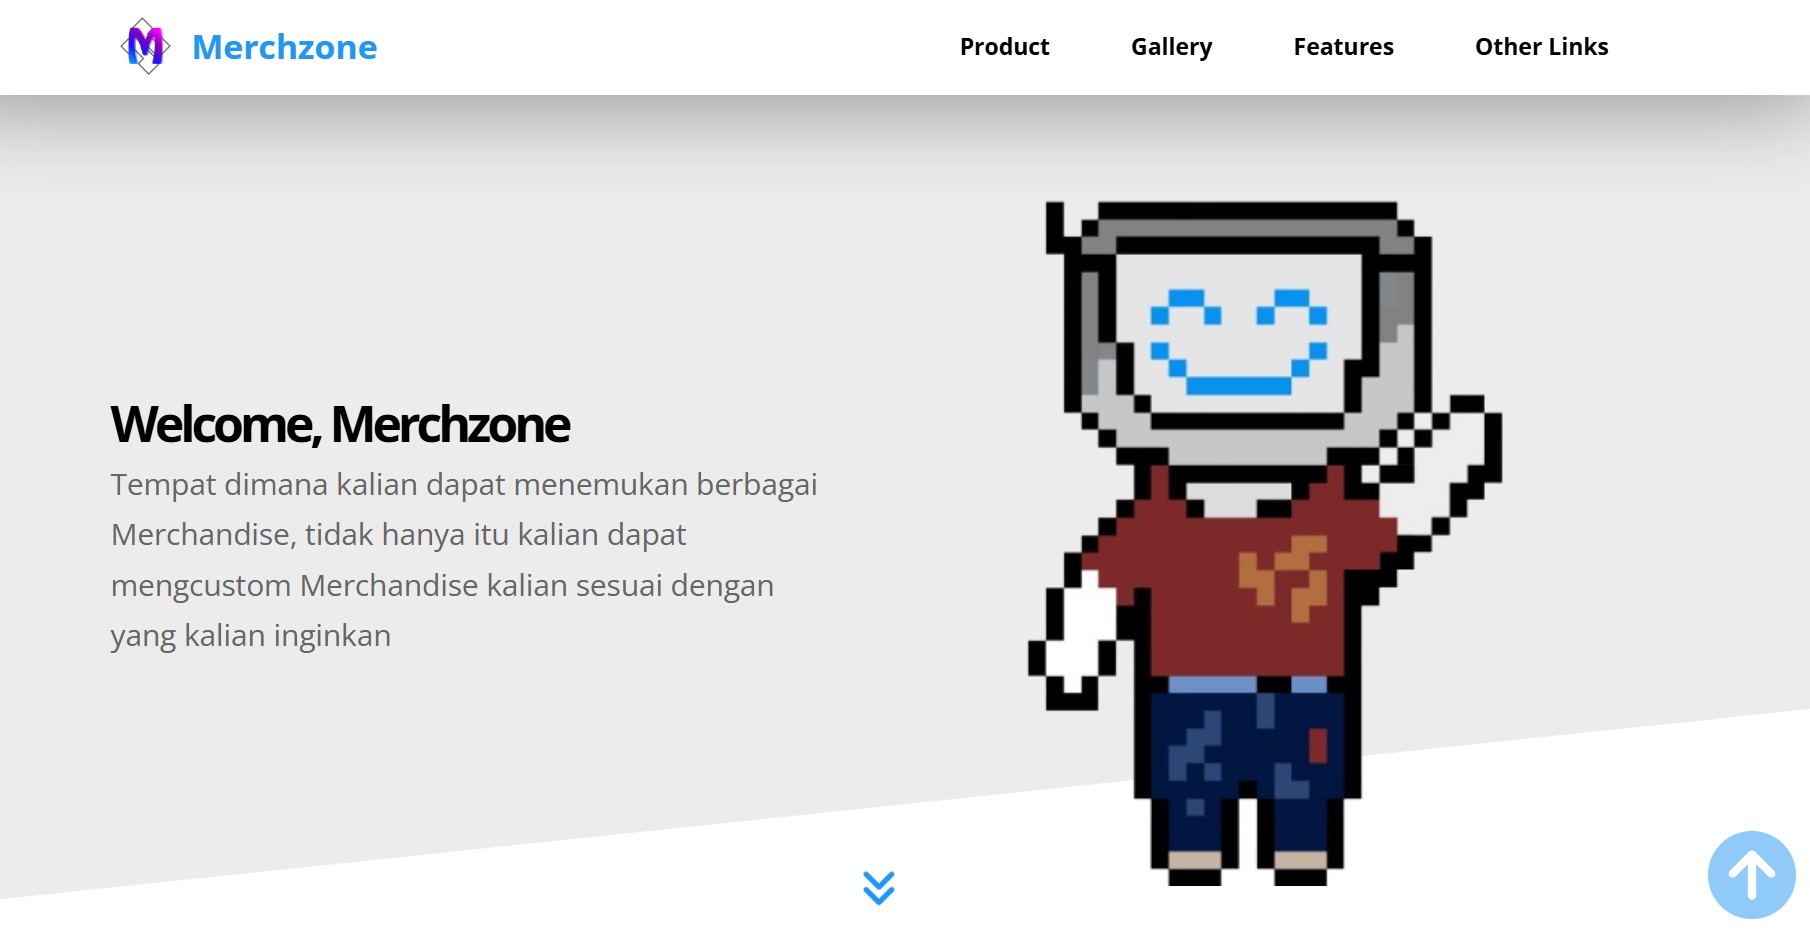 M Merchzone
Product Gallery Features Other Links
Welcome, Merchzone
Tempat dimana kalian dapat menemukan berbagai
Merchandise, tidak hanya itu kalian dapat
mengcustom Merchandise kalian sesuai dengan
yang kalian inginkan